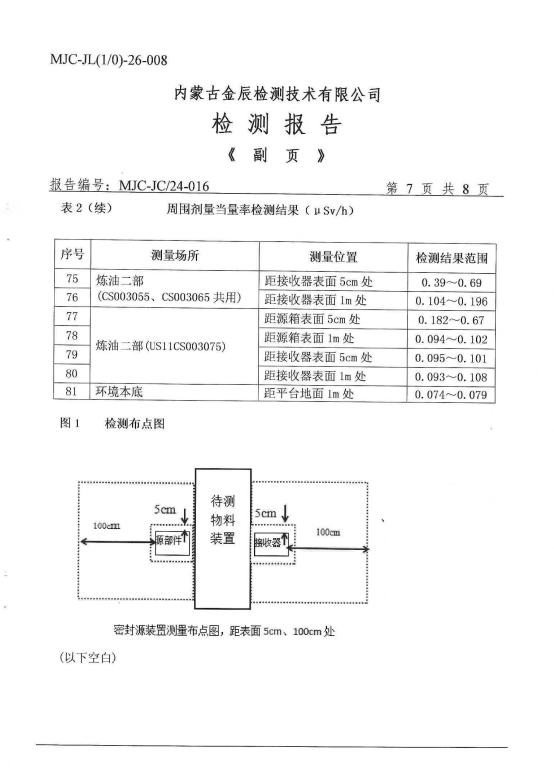 MJC-JL(1/0)-26-008
内蒙古金辰检测技术有限公司
检 测 报 告
《 副 页 》
报告编号：MJC-JC/24-016 第 7 页 共 8 页
表 2（续） 周围剂量当量率检测结果（μSv/h）
序号 测量场所 测量位置 检测结果范围
75 炼油二部 距接收器表面 5cm 处 0.39～0.69
76 (CS003055、CS003065 共用) 距接收器表面 1m 处 0.104～0.196
77 距源箱表面 5cm 处 0.182～0.67
78 距源箱表面 1m 处 0.094～0.102
炼油二部(US11CS003075)
79 距接收器表面 5cm 处 0.095～0.101
80 距接收器表面 1m 处 0.093～0.108
81 环境本底 距平台地面 1m 处 0.074～0.079
图 1 检测布点图
待测
物料
装置
5cm
5cm
100cm
100cm
源部件
接收器
密封源装置测量布点图，距表面 5cm、100cm 处
(以下空白)